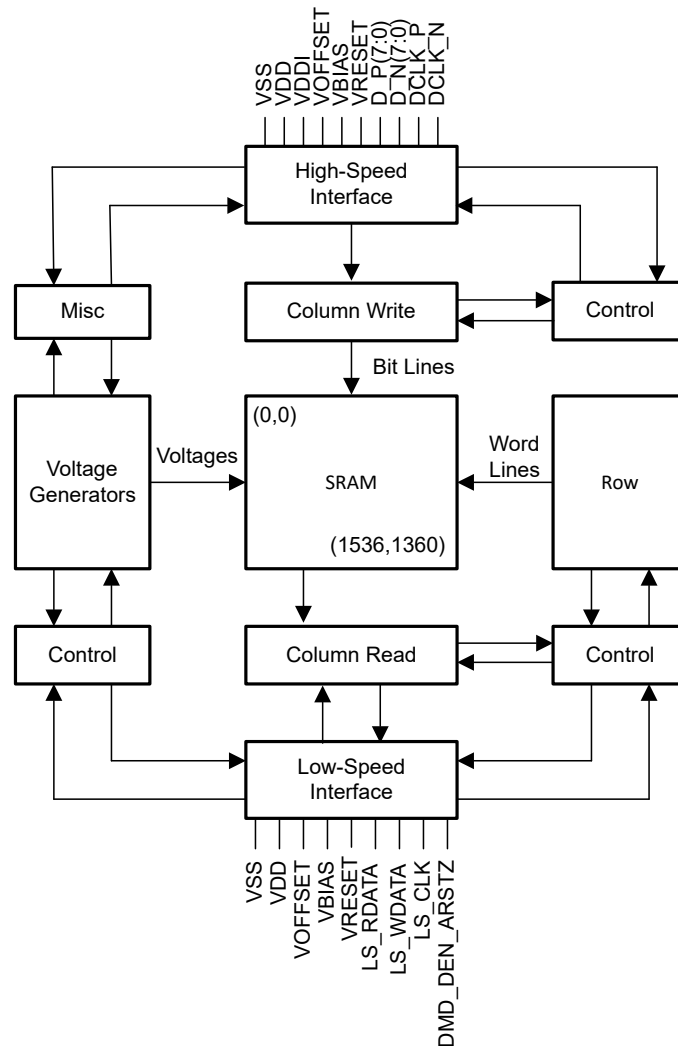 VSS
VDD
VDDI
VOFFSET
VBIAS
VRESET
D_P(7:0)
D_N(7:0)
DCLK_P
DCLK_N
High-Speed
Interface
Misc
Column Write
Control
Bit Lines
(0,0)
Voltage
Generators
Voltages
SRAM
Word
Lines
Row
(1536,1360)
Control
Column Read
Control
Low-Speed
Interface
VSS
VDD
VOFFSET
VBIAS
VRESET
LS_RDATA
LS_WDATA
LS_CLK
DMD_DEN_ARSTZ